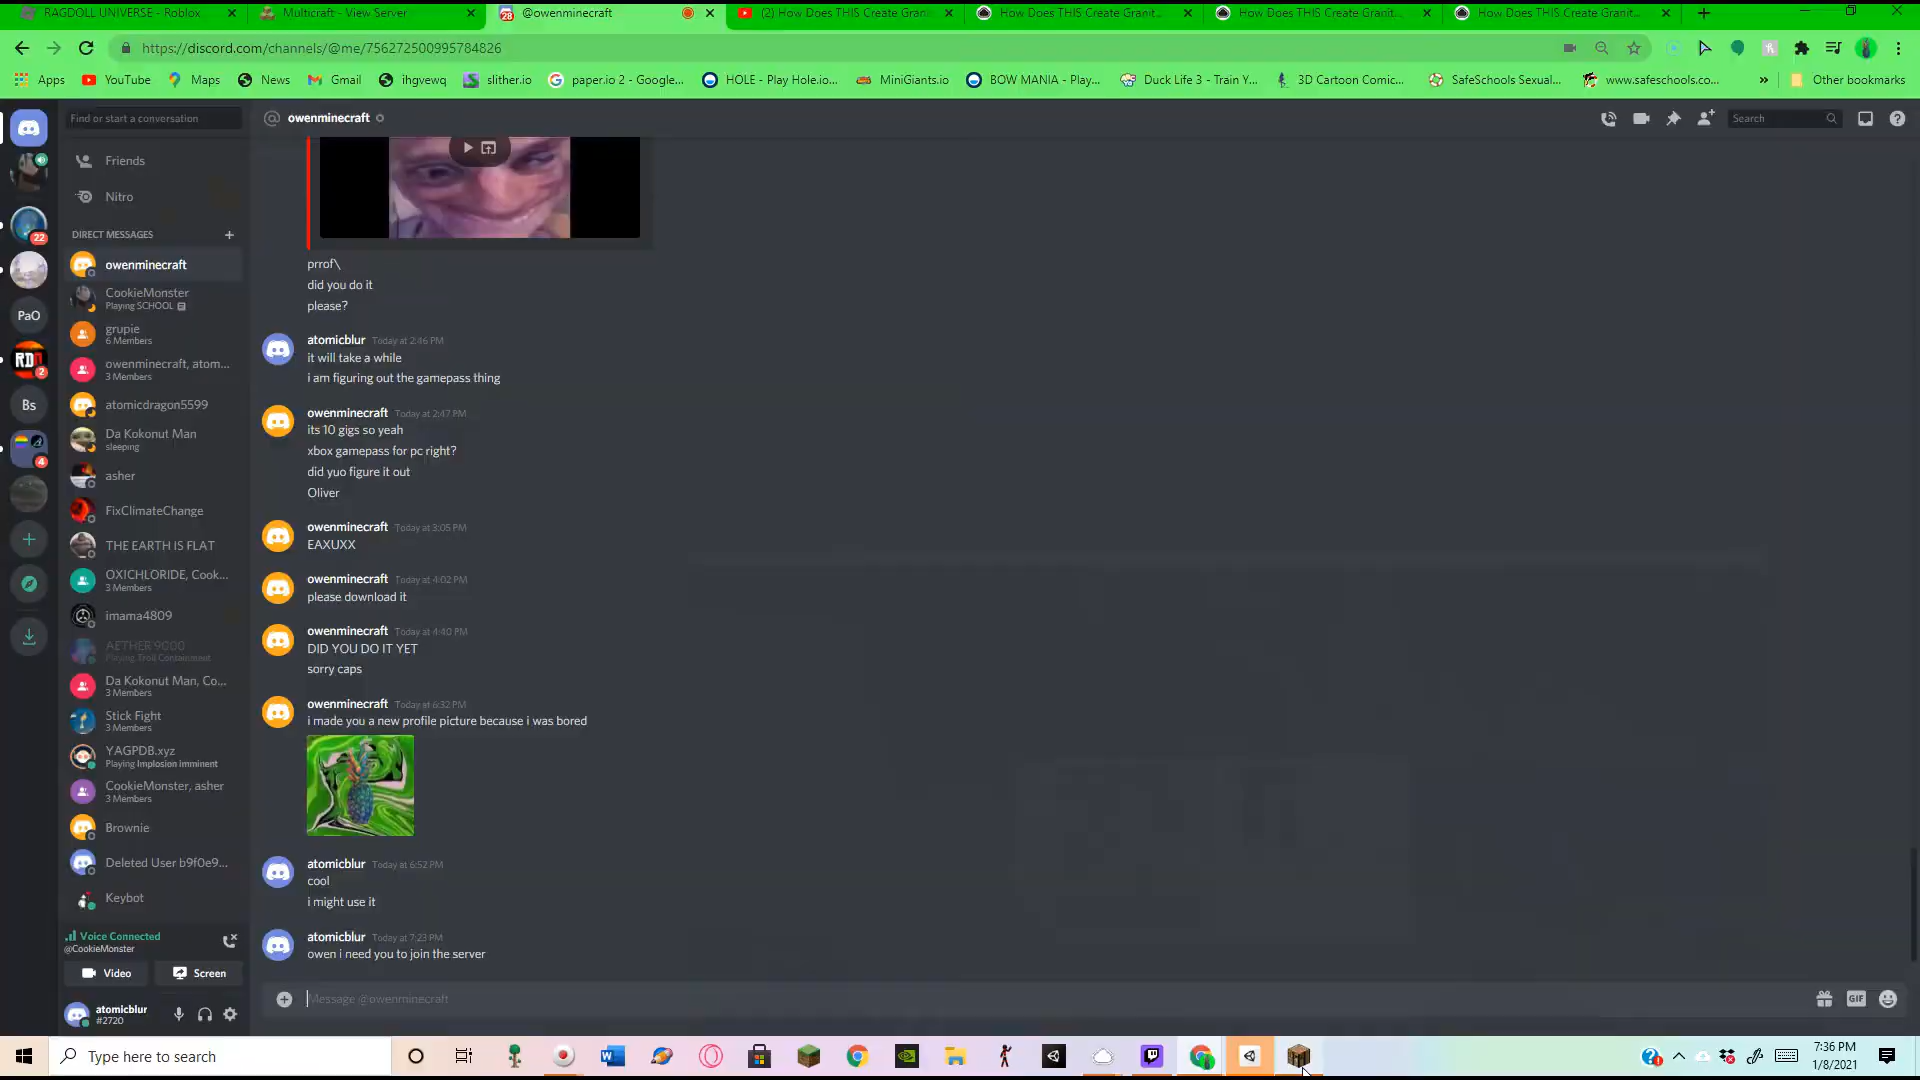 RAGDOLL UNIVERSE - Roblox
Multicraft - View Server
28 @owenminecraft
(2) How Does THIS Create Grani
How Does THIS Create Granit
How Does THIS Create Granit
How Does THIS Create Granit
https://discord.com/channels/@me/756272500995784826
Apps YouTube Maps News Gmail ihgvewq slither.io paper.io 2 - Google... HOLE - Play Hole.io... MiniGiants.io BOW MANIA - Play... Duck Life 3 - Train Y... 3D Cartoon Comic... SafeSchools Sexual... www.safeschools.co... » Other bookmarks
Find or start a conversation
@ owenminecraft
Search
Friends
Nitro
DIRECT MESSAGES
owenminecraft
CookieMonster
Playing SCHOOL
grupie
6 Members
owenminecraft, atom...
3 Members
atomicdragon5599
Da Kokonut Man
sleeping
asher
FixClimateChange
THE EARTH IS FLAT
OXICHLORIDE, Cook...
3 Members
imama4809
AETHER 9000
Playing Troll Containment
Da Kokonut Man, Co...
3 Members
Stick Fight
3 Members
YAGPDB.xyz
Playing Implosion Imminent
CookieMonster, asher
3 Members
Brownie
Deleted User b9f0e9...
Keybot
22
PaO
RDD
2
Bs
4
Voice Connected
@CookieMonster
Video
Screen
atomicblur
#2720
prrof\
did you do it
please?
atomicblur Today at 2:46 PM
it will take a while
i am figuring out the gamepass thing
owenminecraft Today at 2:47 PM
its 10 gigs so yeah
xbox gamepass for pc right?
did yuo figure it out
Oliver
owenminecraft Today at 3:05 PM
EAXUXX
owenminecraft Today at 4:02 PM
please download it
owenminecraft Today at 4:40 PM
DID YOU DO IT YET
sorry caps
owenminecraft Today at 6:32 PM
i made you a new profile picture because i was bored
atomicblur Today at 6:52 PM
cool
i might use it
atomicblur Today at 7:23 PM
owen i need you to join the server
Message @owenminecraft
GIF
Type here to search
7:36 PM
1/8/2021